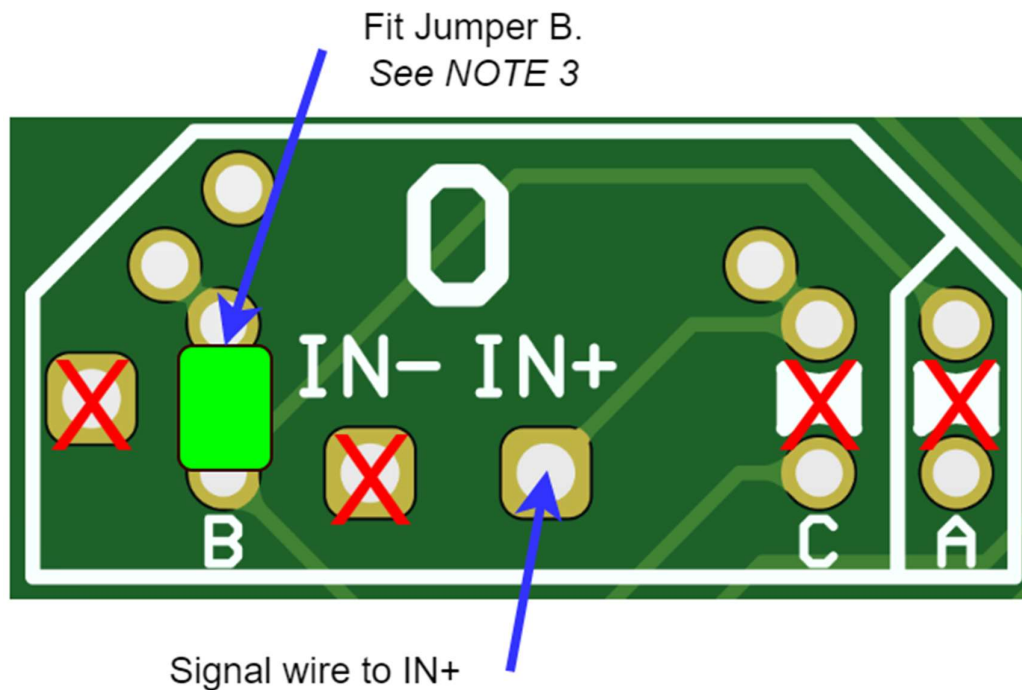 Fit Jumper B.
See NOTE 3
0
IN- IN+
B
C
A
Signal wire to IN+